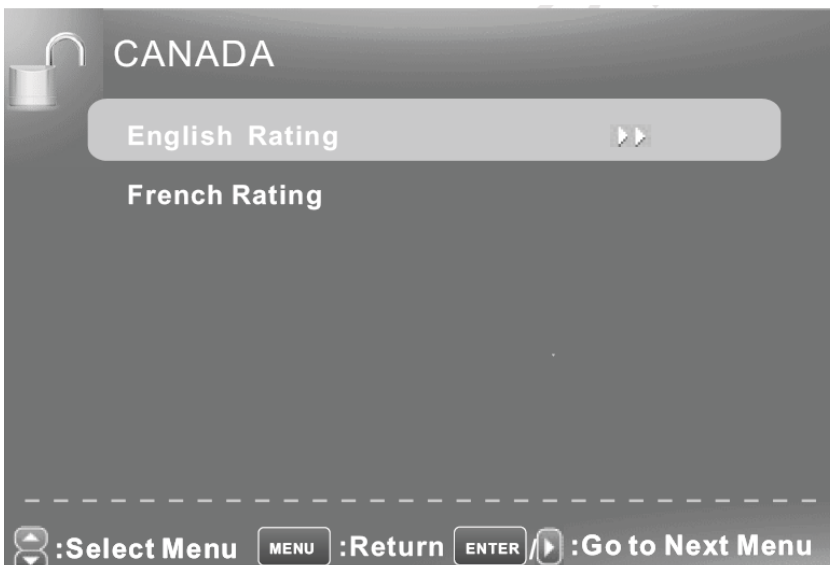 CANADA
English Rating
French Rating
:Select Menu MENU :Return ENTER / :Go to Next Menu